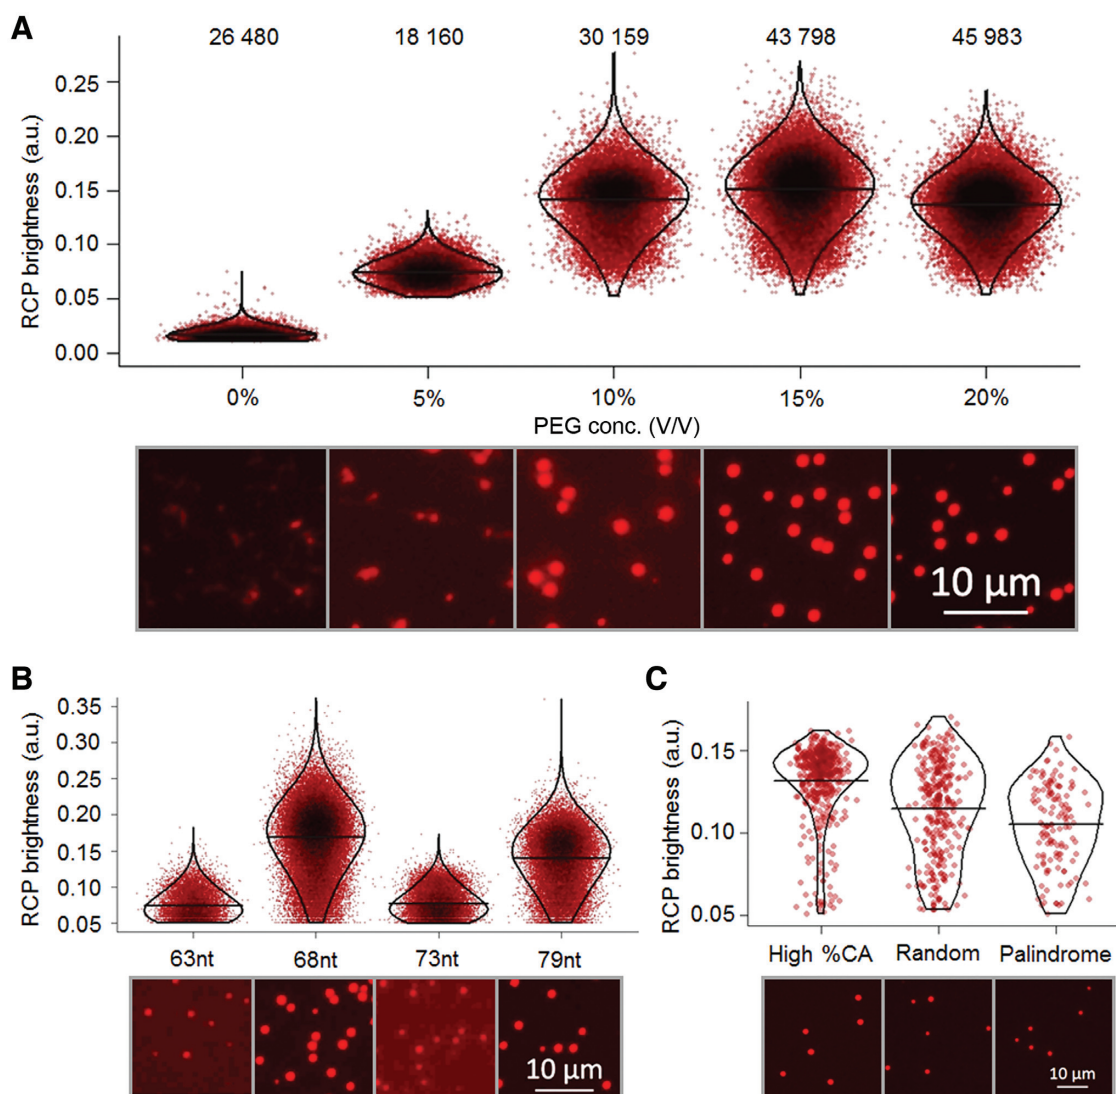 A
26 480 18 160 30 159 43 798 45 983
RCP brightness (a.u.)
0.25
0.20
0.15
0.10
0.05
0.00
0% 5% 10% 15% 20%
PEG conc. (V/V)
10 µm
B
RCP brightness (a.u.)
0.35
0.30
0.25
0.20
0.15
0.10
0.05
63nt 68nt 73nt 79nt
10 µm
C
RCP brightness (a.u.)
0.15
0.10
0.05
High %CA Random Palindrome
10 µm